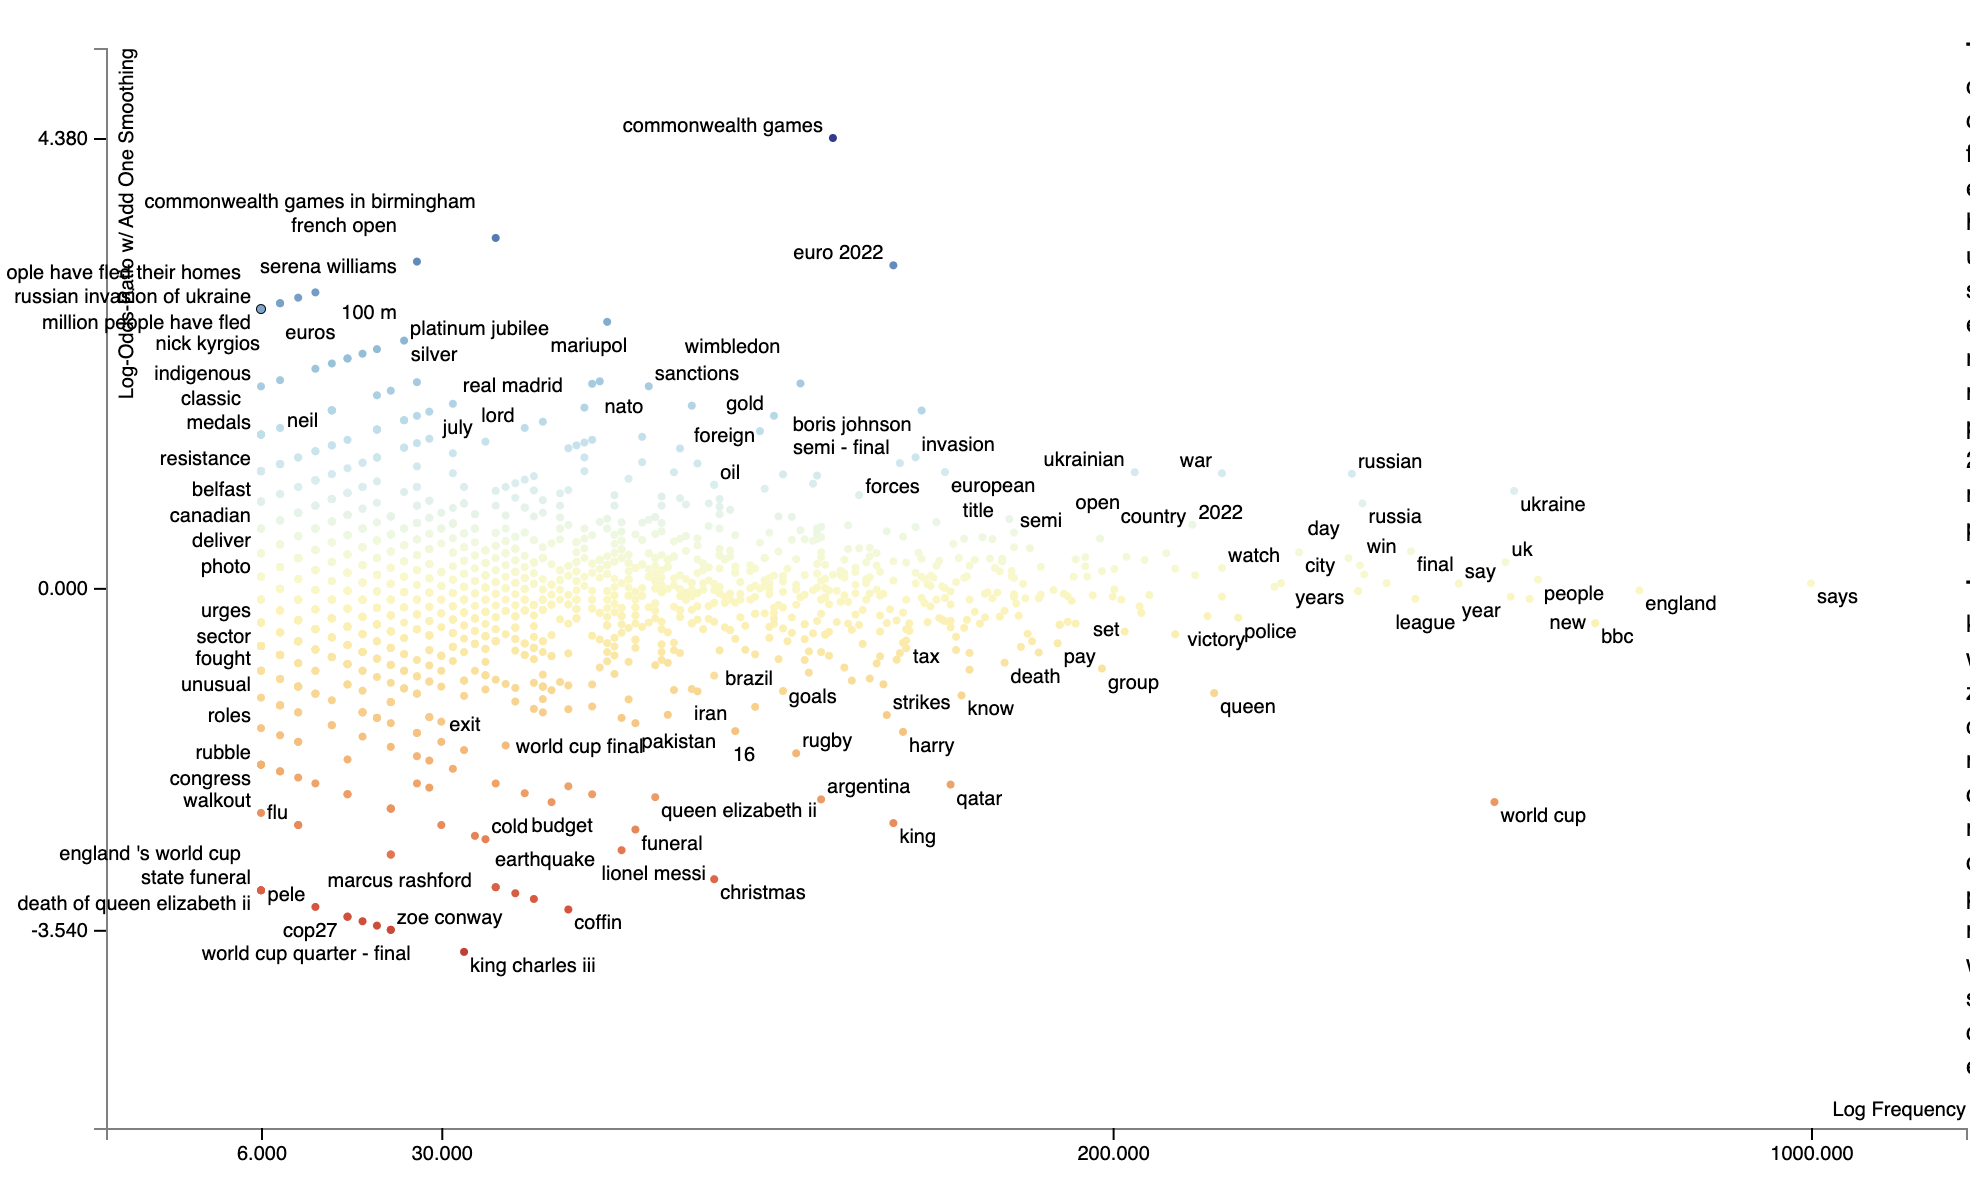 Log-Odds-Ratio w/ Add One Smoothing
4.380
0.000
-3.540
commonwealth games
commonwealth games in birmingham
french open
euro 2022
serena williams
ople have fled their homes
russian invasion of ukraine
100 m
million people have fled
euros
platinum jubilee
nick kyrgios
mariupol
wimbledon
silver
indigenous
sanctions
real madrid
classic
nato
gold
lord
medals
neil
july
boris johnson
foreign
semi - final
invasion
resistance
ukrainian
war
russian
oil
belfast
forces
european
open
ukraine
title
canadian
semi
country
2022
russia
day
deliver
win
uk
watch
photo
city
final
say
years
people
says
england
urges
league
year
new
set
victory
police
sector
bbc
fought
tax
pay
unusual
brazil
death
group
goals
strikes
know
queen
roles
iran
exit
world cup final
pakistan
16
rugby
harry
rubble
congress
argentina
qatar
walkout
flu
queen elizabeth ii
world cup
cold
budget
king
funeral
england 's world cup
earthquake
state funeral
marcus rashford
lionel messi
christmas
pele
death of queen elizabeth ii
zoe conway
coffin
cop27
world cup quarter - final
king charles iii
Log Frequency
6.000
30.000
200.000
1000.000